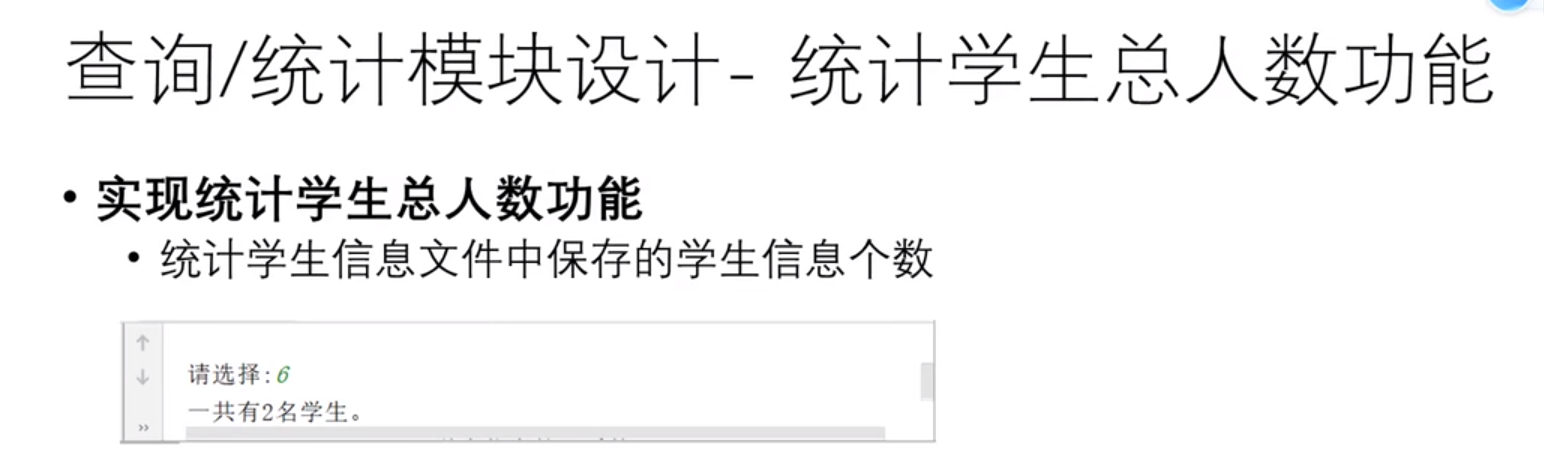 查询/统计模块设计- 统计学生总人数功能
• 实现统计学生总人数功能
• 统计学生信息文件中保存的学生信息个数
请选择:6
一共有2名学生。